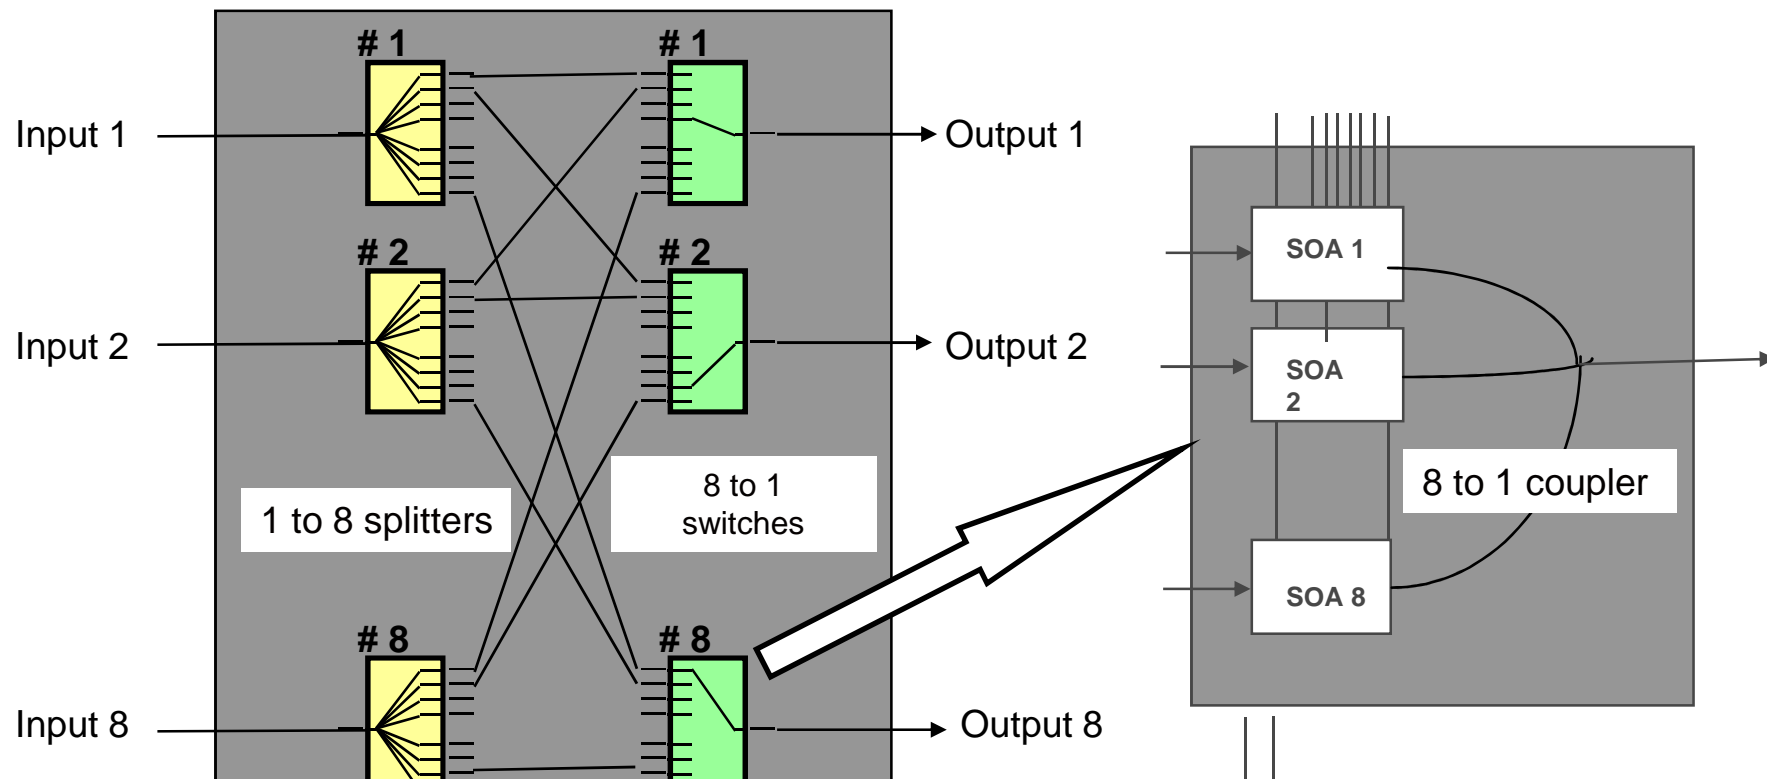 # 1
# 1
Input 1
Output 1
# 2
# 2
Input 2
Output 2
1 to 8 splitters
8 to 1
switches
# 8
# 8
Input 8
Output 8
SOA 1
SOA
2
8 to 1 coupler
SOA 8